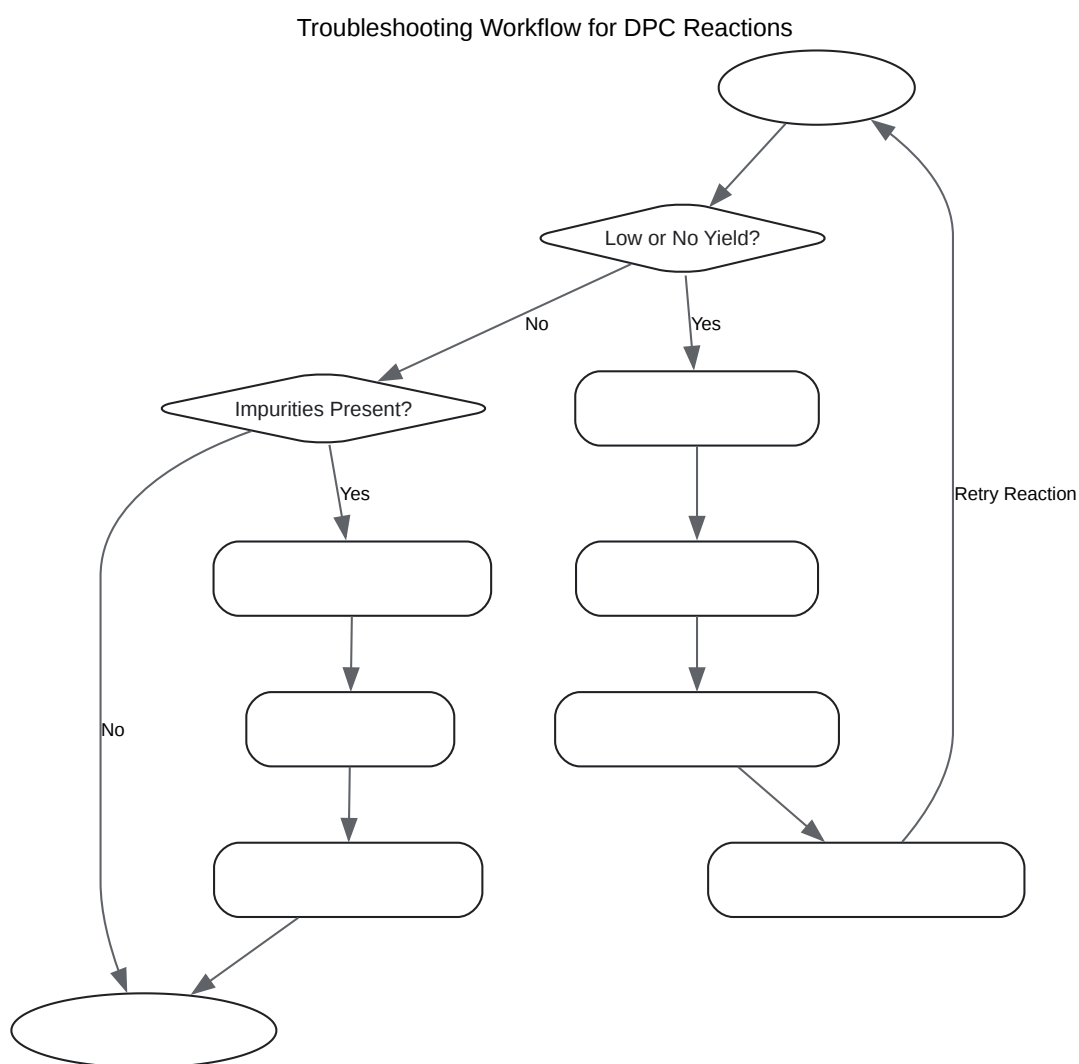 Troubleshooting Workflow for DPC Reactions
Low or No Yield?
No
Yes
Impurities Present?
Yes
Retry Reaction
No